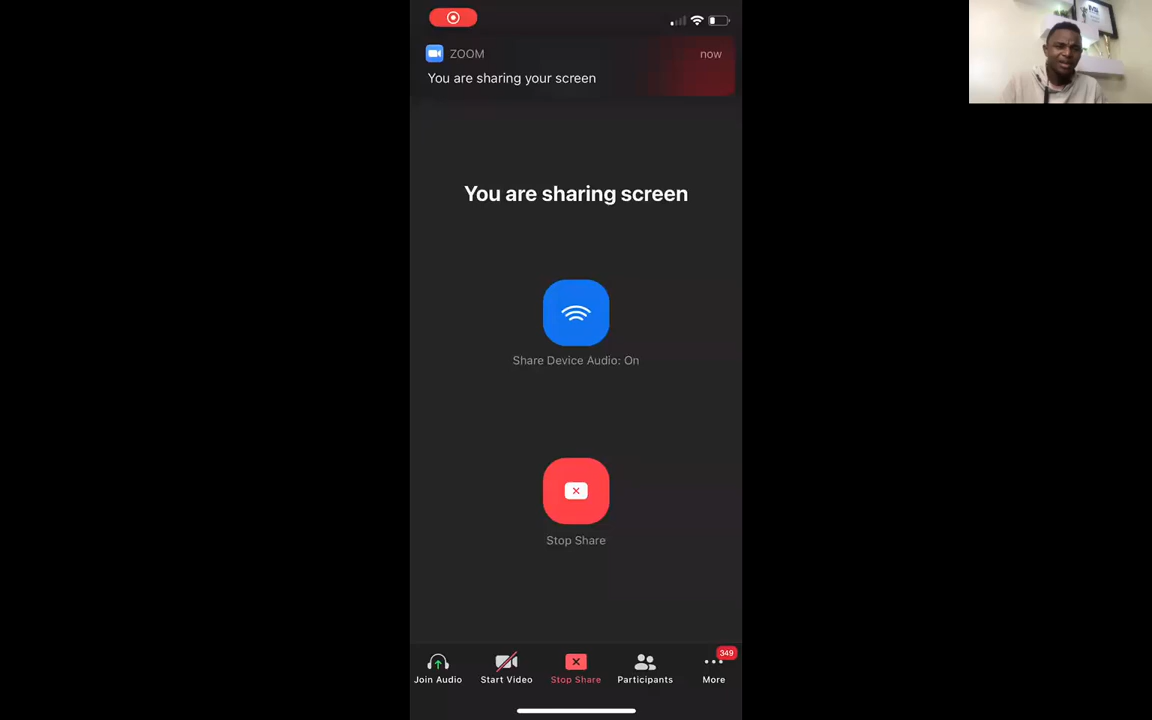 ZOOM
now
You are sharing your screen
You are sharing screen
Share Device Audio: On
Stop Share
Join Audio
Start Video
Stop Share
Participants
349
More